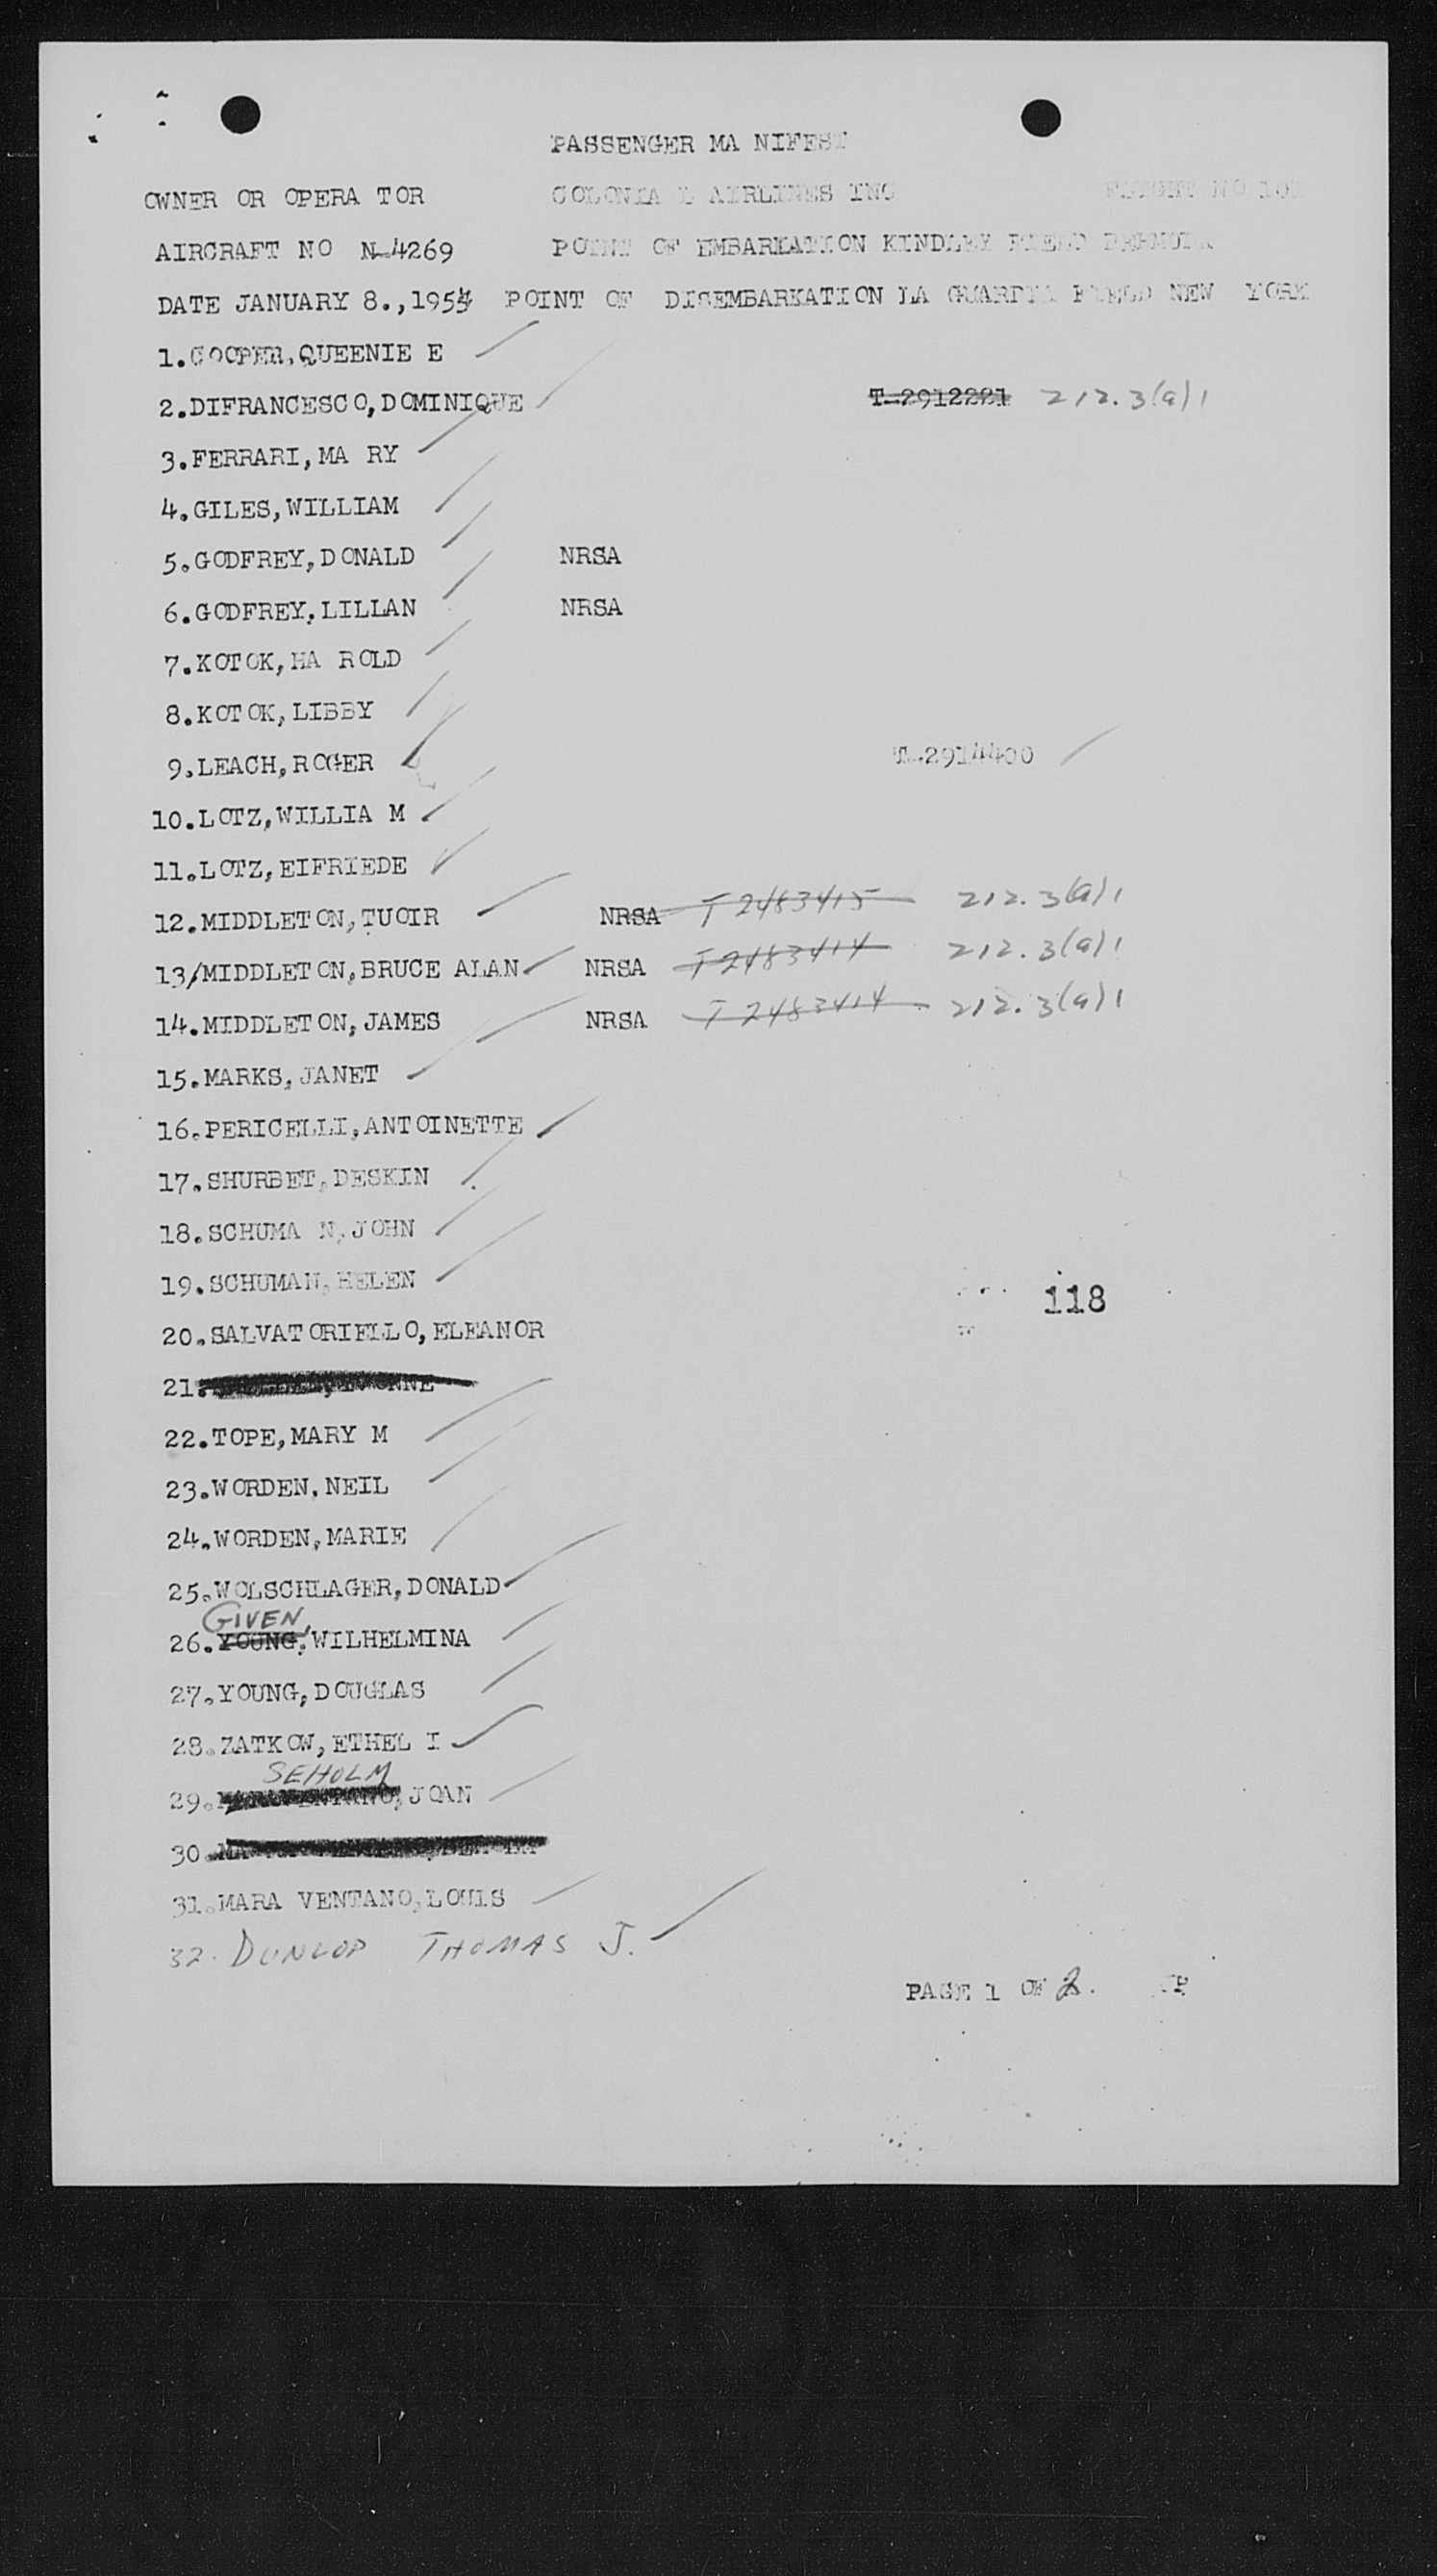 PASSENGER MA NIFEST
OWNER OR OPERA TOR COLONIA L AIRLINES INC FLIGHT NO
AIRCRAFT NO N-4269 POINT OF EMBARKATION KINDLEY FIELD BERMUDA
DATE JANUARY 8.,1954 POINT OF DISEMBARKATION LA GUARDIA FIELD NEW YORK
1.COOPER,QUEENIE E
2.DIFRANCESCO,DOMINIQUE T-2912221 212.3(a)1
3.FERRARI,MA RY
4.GILES,WILLIAM
5.GODFREY,DONALD NRSA
6.GODFREY,LILLAN NRSA
7.KOTOK,HA ROLD
8.KOTOK,LIBBY
9.LEACH,ROGER T-2914400
10.LOTZ,WILLIA M
11.LOTZ,EIFRIEDE
12.MIDDLETON,TUOIR NRSA T2483415 212.3(a)1
13/MIDDLETON,BRUCE ALAN NRSA T2483414 212.3(a)1
14.MIDDLETON,JAMES NRSA T2483414 212.3(a)1
15.MARKS,JANET
16.PERICELLI,ANTOINETTE
17.SHURBET,DESKIN
18.SCHUMA N,JOHN
19.SCHUMAN,HELEN
118
20.SALVATORIELLO,ELEANOR
21.
22.TOPE,MARY M
23.WORDEN,NEIL
24.WORDEN,MARIE
25.WOLSCHLAGER,DONALD
GIVEN,
26.YOUNG,WILHELMINA
27.YOUNG,DOUGLAS
28.ZATKOW,ETHEL I
SEHOLM
29. JOAN
30.
31.MARA VENTANO,LOUIS
32. DUNLOP THOMAS J.
PAGE 1 OF 2.